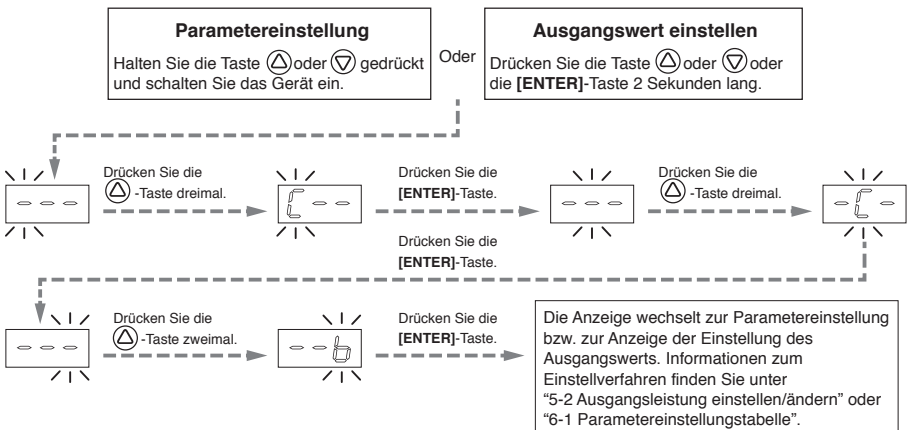 Parametereinstellung
Halten Sie die Taste △ oder ▽ gedrückt
und schalten Sie das Gerät ein.
Oder
Ausgangswert einstellen
Drücken Sie die Taste △ oder ▽ oder
die [ENTER]-Taste 2 Sekunden lang.
---
Drücken Sie die
△ -Taste dreimal.
C--
Drücken Sie die
[ENTER]-Taste.
---
Drücken Sie die
△ -Taste dreimal.
-C-
Drücken Sie die
[ENTER]-Taste.
---
Drücken Sie die
△ -Taste zweimal.
--b
Drücken Sie die
[ENTER]-Taste.
Die Anzeige wechselt zur Parametereinstellung
bzw. zur Anzeige der Einstellung des
Ausgangswerts. Informationen zum
Einstellverfahren finden Sie unter
“5-2 Ausgangsleistung einstellen/ändern” oder
“6-1 Parametereinstellungstabelle”.